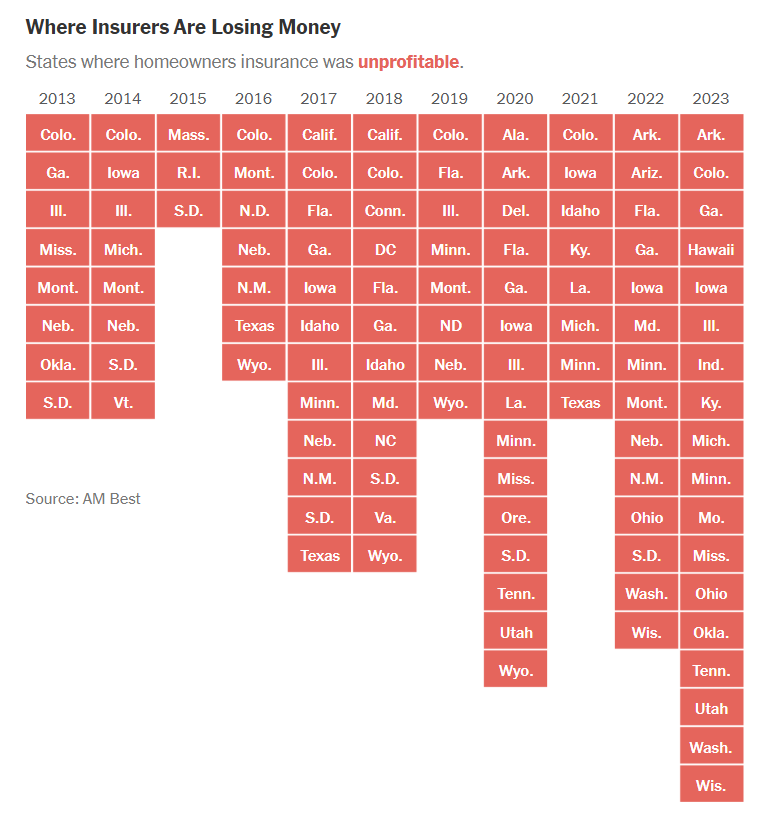 Where Insurers Are Losing Money
States where homeowners insurance was unprofitable.
2013 2014 2015 2016 2017 2018 2019 2020 2021 2022 2023
Colo. Colo. Mass. Colo. Calif. Calif. Colo. Ala. Colo. Ark. Ark.
Ga. Iowa R.I. Mont. Colo. Colo. Fla. Ark. Iowa Ariz. Colo.
Ill. Ill. S.D. N.D. Fla. Conn. Ill. Del. Idaho Fla. Ga.
Miss. Mich. Neb. Ga. DC Minn. Fla. Ky. Ga. Hawaii
Mont. Mont. N.M. Iowa Fla. Mont. Ga. La. Iowa Iowa
Neb. Neb. Texas Idaho Ga. ND Iowa Mich. Md. Ill.
Okla. S.D. Wyo. Ill. Idaho Neb. Ill. Minn. Minn. Ind.
S.D. Vt. Minn. Md. Wyo. La. Texas Mont. Ky.
Neb. NC Minn. Neb. Mich.
N.M. S.D. Miss. N.M. Minn.
Source: AM Best
S.D. Va. Ore. Ohio Mo.
Texas Wyo. S.D. S.D. Miss.
Tenn. Wash. Ohio
Utah Wis. Okla.
Wyo. Tenn.
Utah
Wash.
Wis.